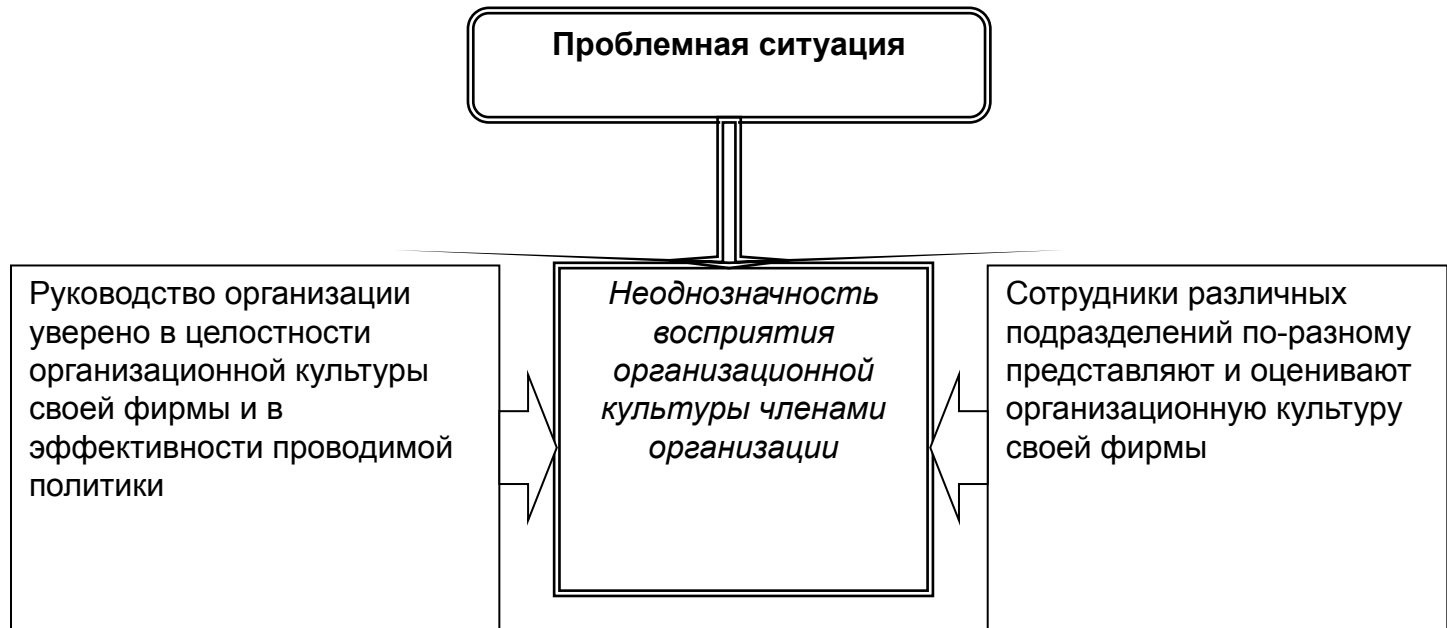 Проблемная ситуация
Руководство организации
уверено в целостности
организационной культуры
своей фирмы и в
эффективности проводимой
политики
Неоднозначность
восприятия
организационной
культуры членами
организации
Сотрудники различных
подразделений по-разному
представляют и оценивают
организационную культуру
своей фирмы